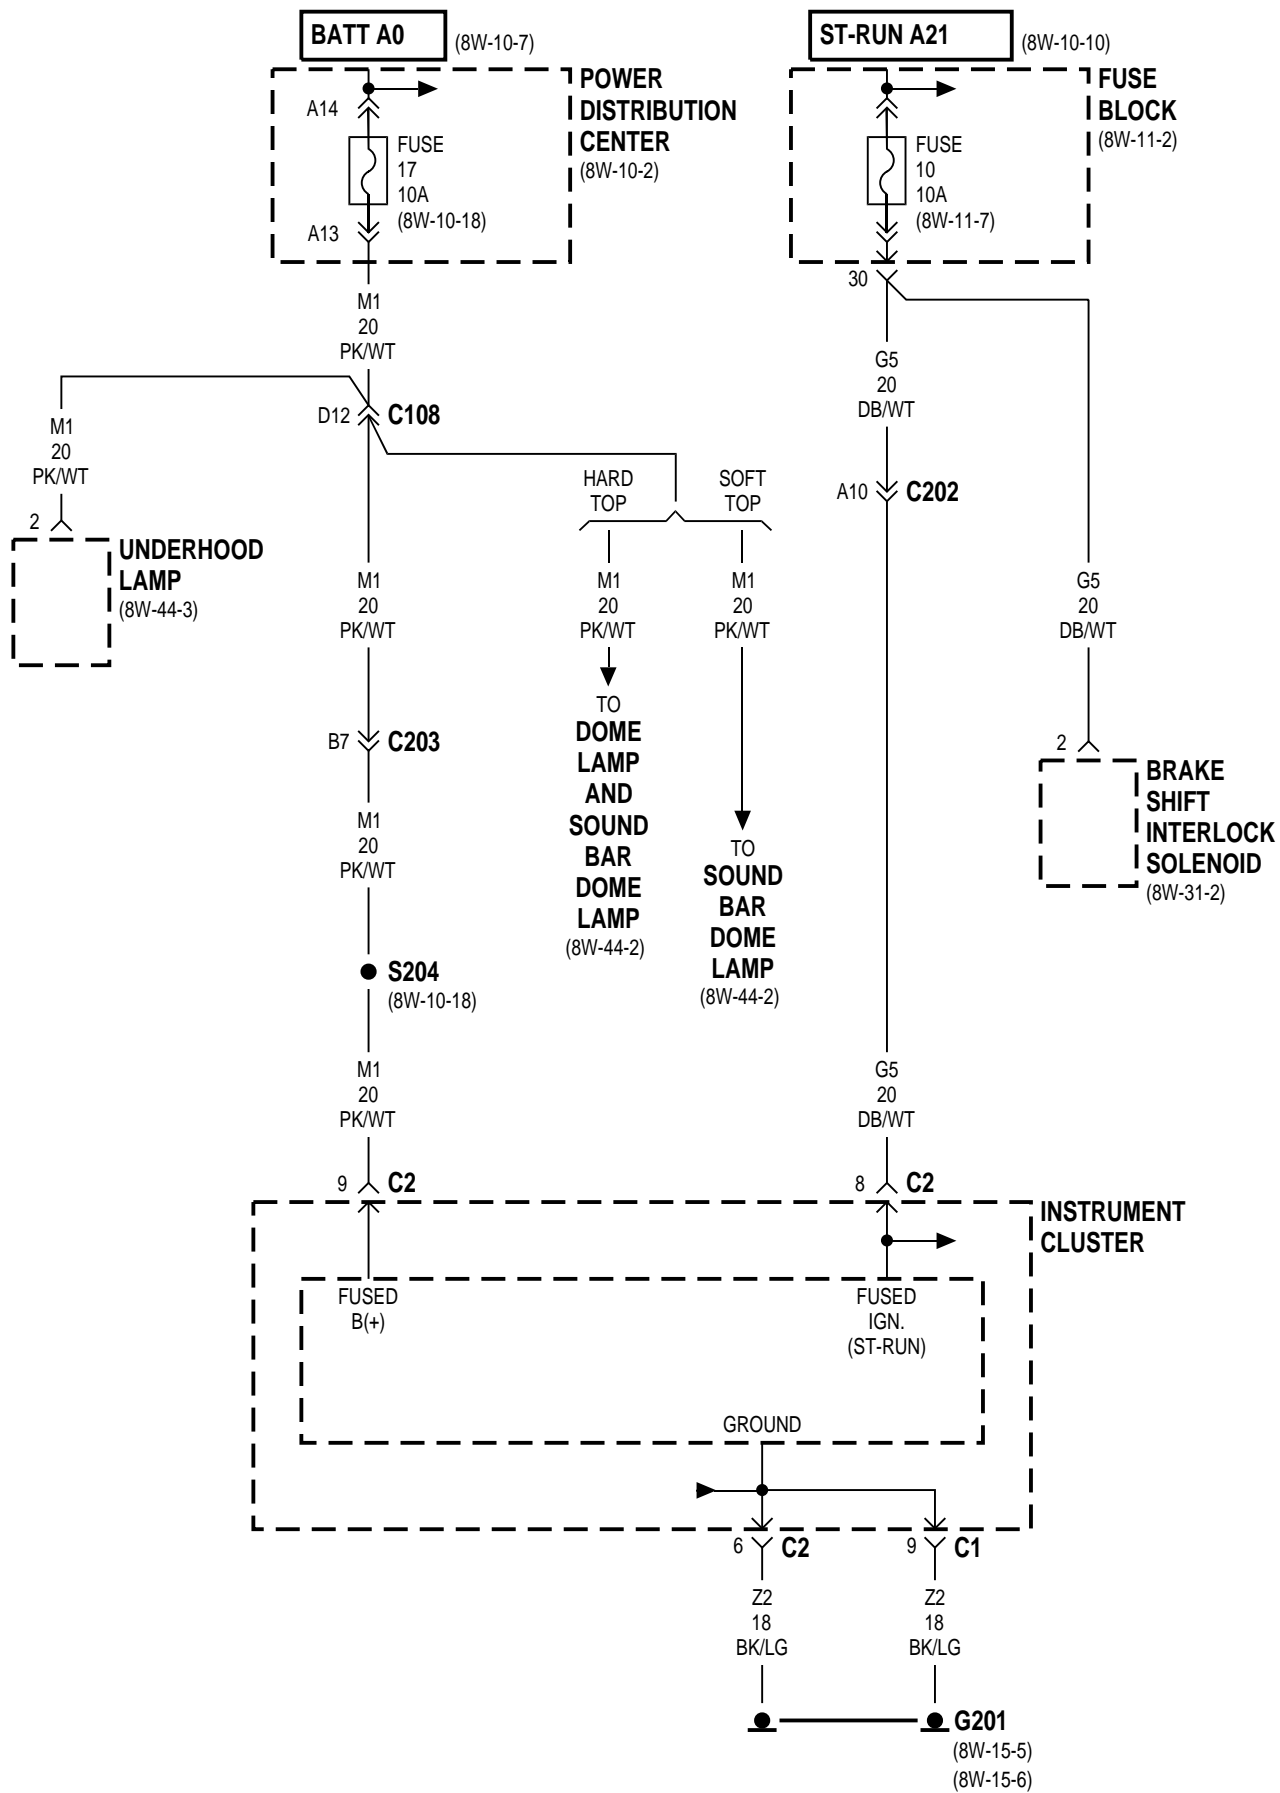 BATT A0
(8W-10-7)
ST-RUN A21
(8W-10-10)
POWER
DISTRIBUTION
CENTER
(8W-10-2)
A14
FUSE
17
10A
(8W-10-18)
A13
FUSE
BLOCK
(8W-11-2)
FUSE
10
10A
(8W-11-7)
30
M1
20
PK/WT
D12
C108
M1
20
PK/WT
2
UNDERHOOD
LAMP
(8W-44-3)
G5
20
DB/WT
A10
C202
HARD
TOP
SOFT
TOP
M1
20
PK/WT
M1
20
PK/WT
M1
20
PK/WT
G5
20
DB/WT
B7
C203
TO
DOME
LAMP
AND
SOUND
BAR
DOME
LAMP
(8W-44-2)
TO
SOUND
BAR
DOME
LAMP
(8W-44-2)
2
BRAKE
SHIFT
INTERLOCK
SOLENOID
(8W-31-2)
M1
20
PK/WT
S204
(8W-10-18)
M1
20
PK/WT
G5
20
DB/WT
9
C2
8
C2
INSTRUMENT
CLUSTER
FUSED
B(+)
FUSED
IGN.
(ST-RUN)
GROUND
6
C2
9
C1
Z2
18
BK/LG
Z2
18
BK/LG
G201
(8W-15-5)
(8W-15-6)